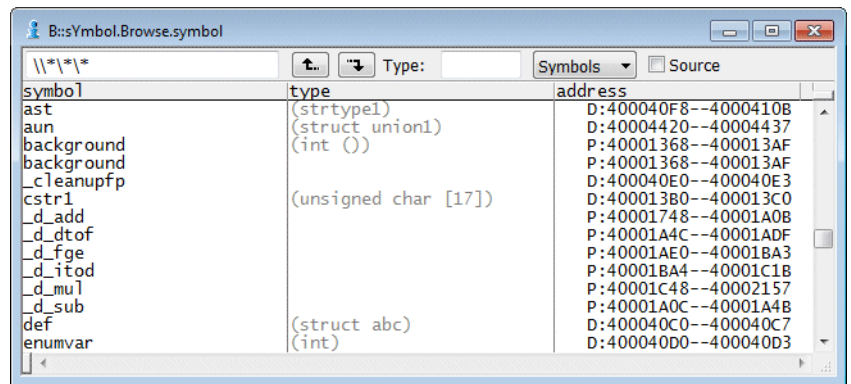 B::sYmbol.Browse.symbol
\\*\*\* Type: Symbols Source
symbol type address
ast (strtype1) D:400040F8--4000410B
aun (struct union1) D:40004420--40004437
background (int ()) P:40001368--400013AF
background P:40001368--400013AF
_cleanupfp D:400040E0--400040E3
cstr1 (unsigned char [17]) D:400013B0--400013C0
_d_add P:40001748--40001A0B
_d_dtof P:40001A4C--40001ADF
_d_fge P:40001AE0--40001BA3
_d_itod P:40001BA4--40001C1B
_d_mul P:40001C48--40002157
_d_sub P:40001A0C--40001A4B
def (struct abc) D:400040C0--400040C7
enumvar (int) D:400040D0--400040D3